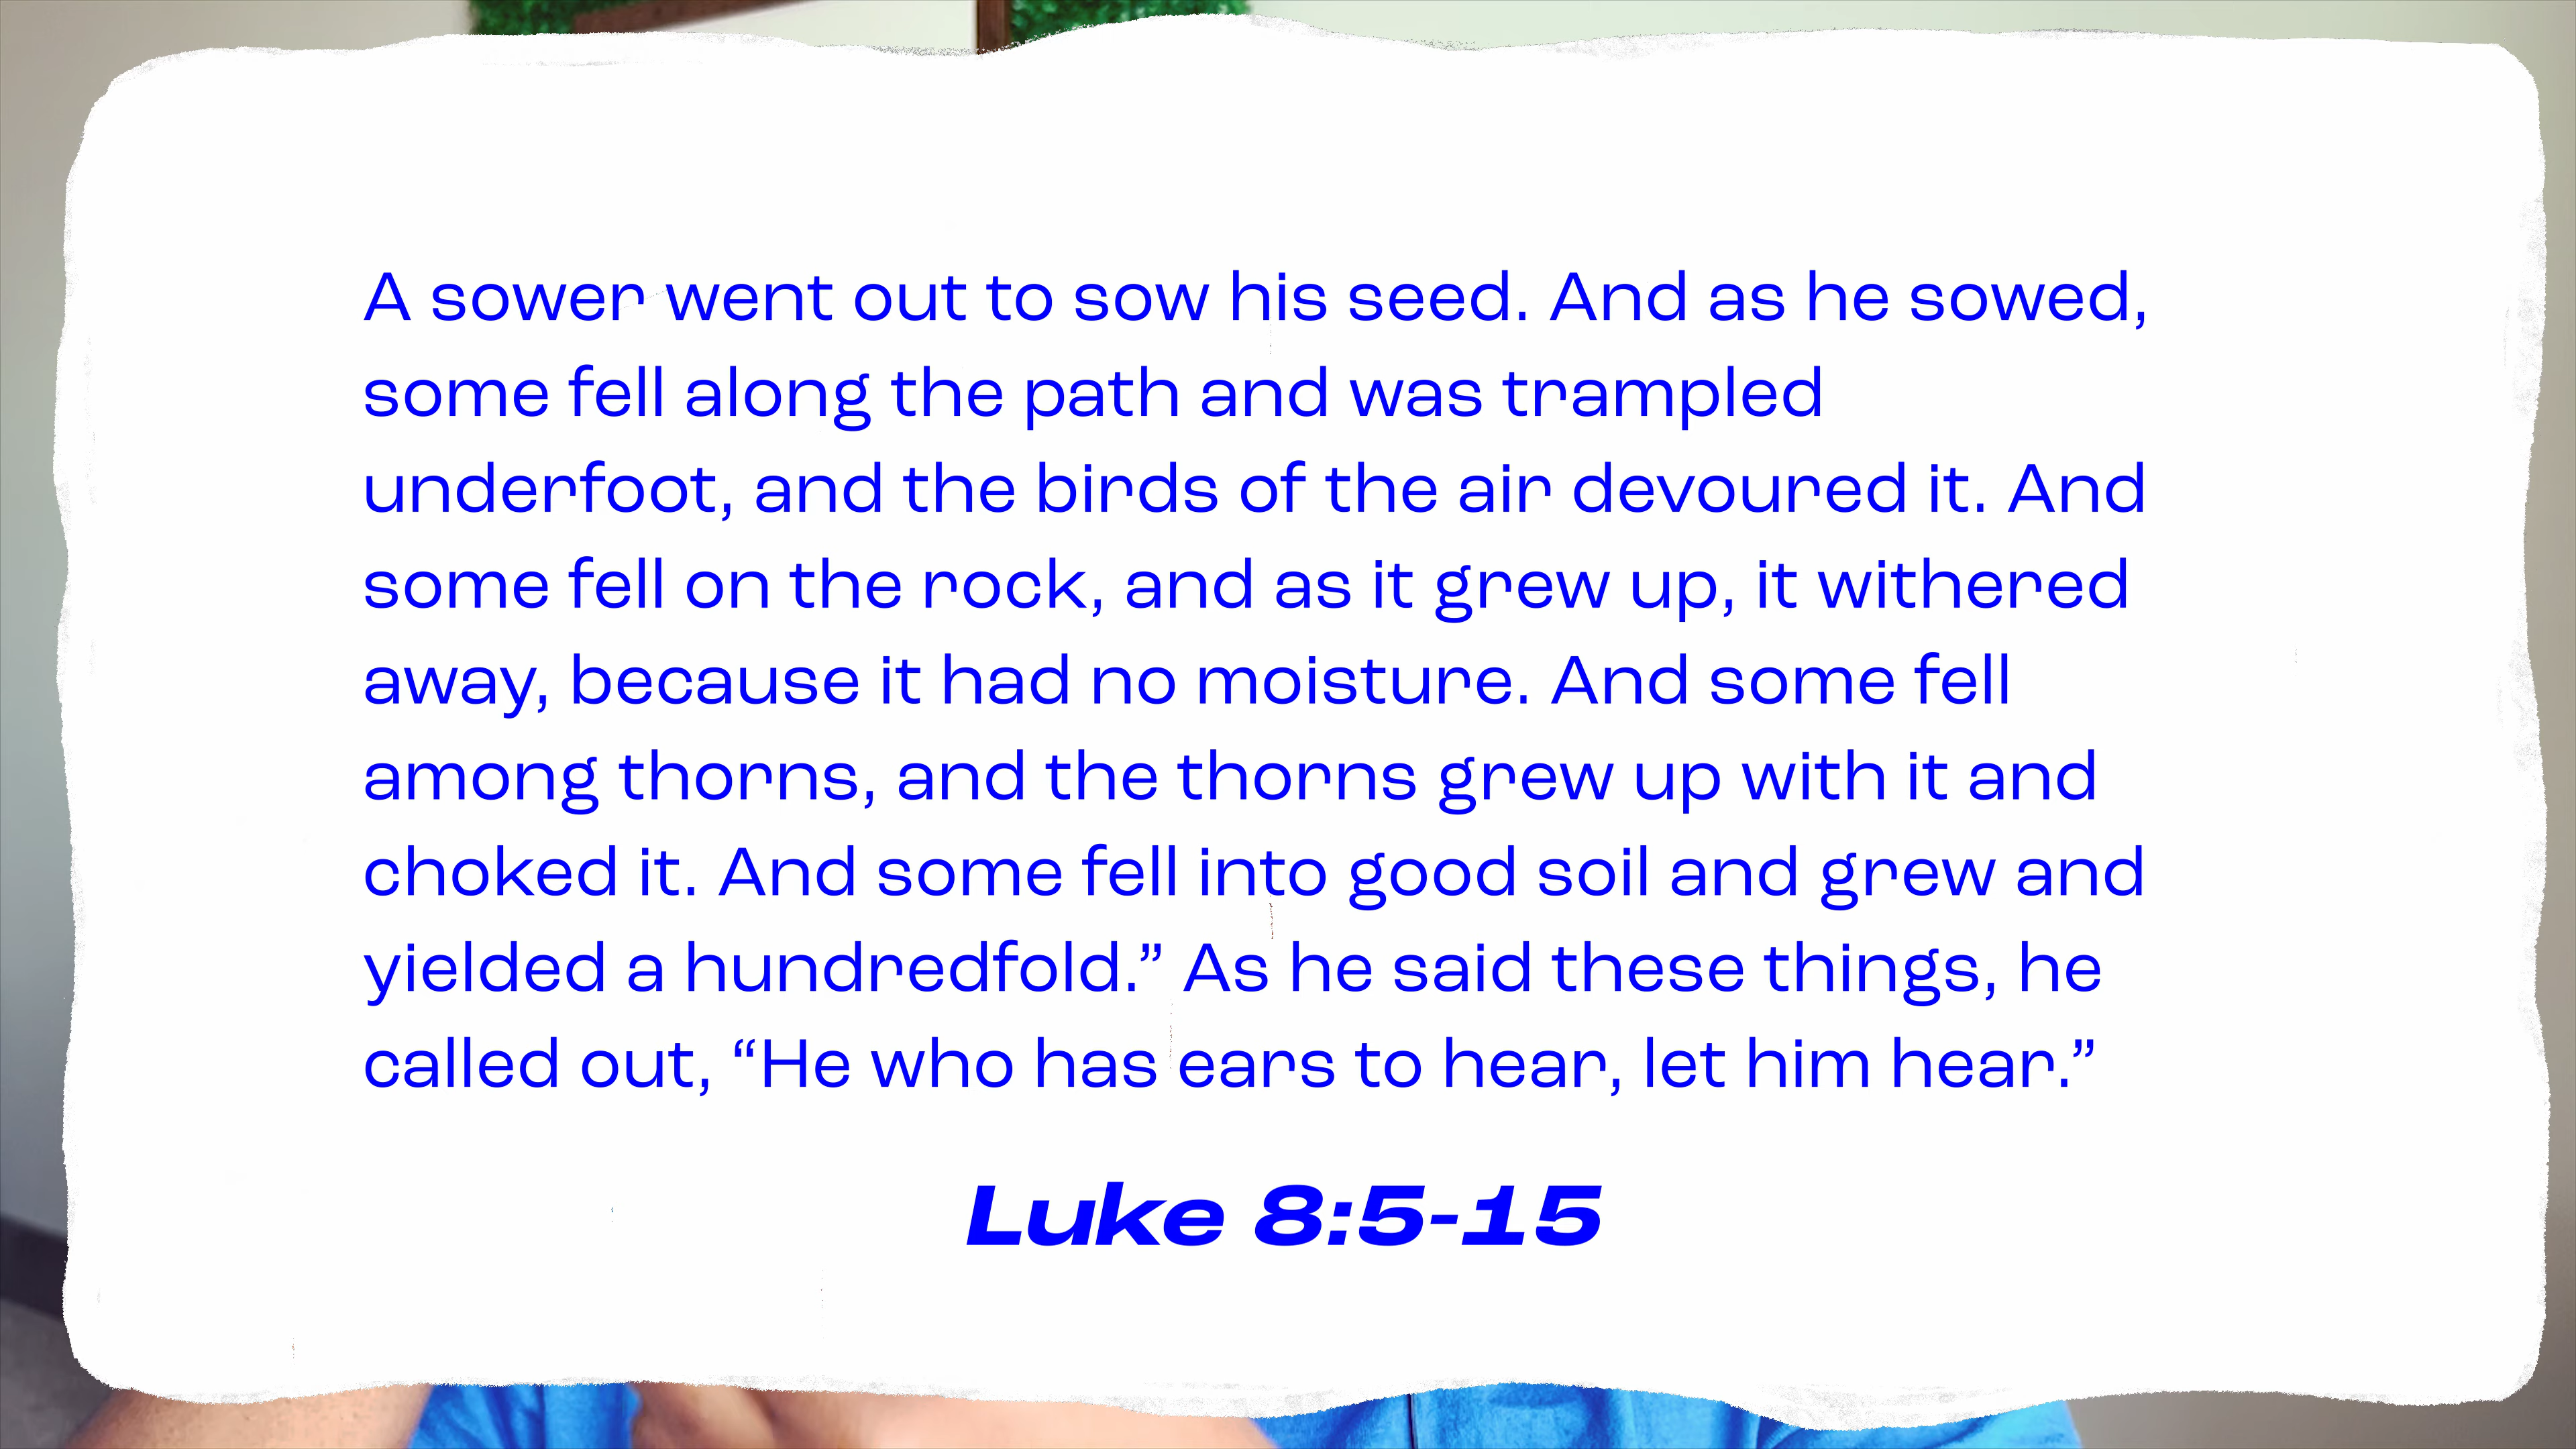 A sower went out to sow his seed. And as he sowed,
some fell along the path and was trampled
underfoot, and the birds of the air devoured it. And
some fell on the rock, and as it grew up, it withered
away, because it had no moisture. And some fell
among thorns, and the thorns grew up with it and
choked it. And some fell into good soil and grew and
yielded a hundredfold.” As he said these things, he
called out, “He who has ears to hear, let him hear.”
Luke 8:5-15